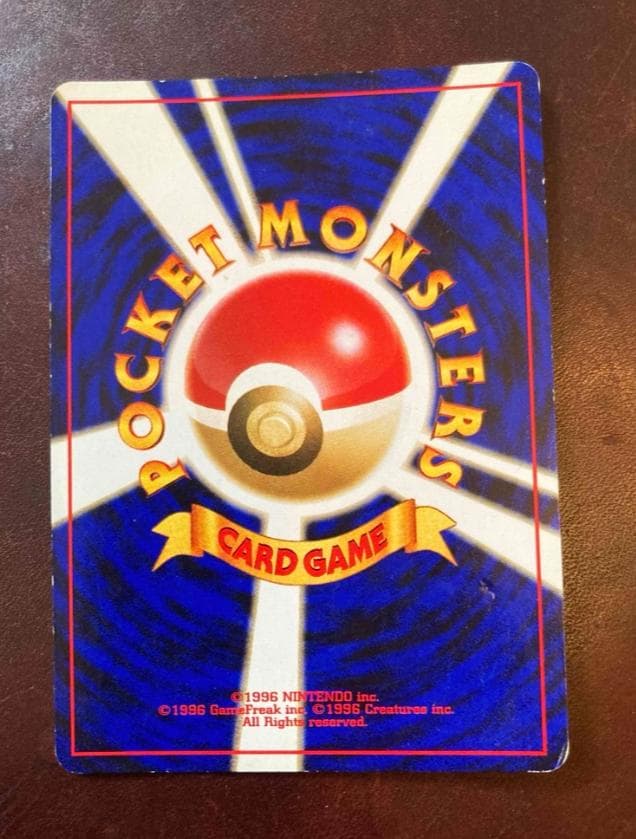 POCKET MONSTERS
CARD GAME
©1996 NINTENDO inc.
©1996 GameFreak inc. ©1996 Creatures inc.
All Rights reserved.